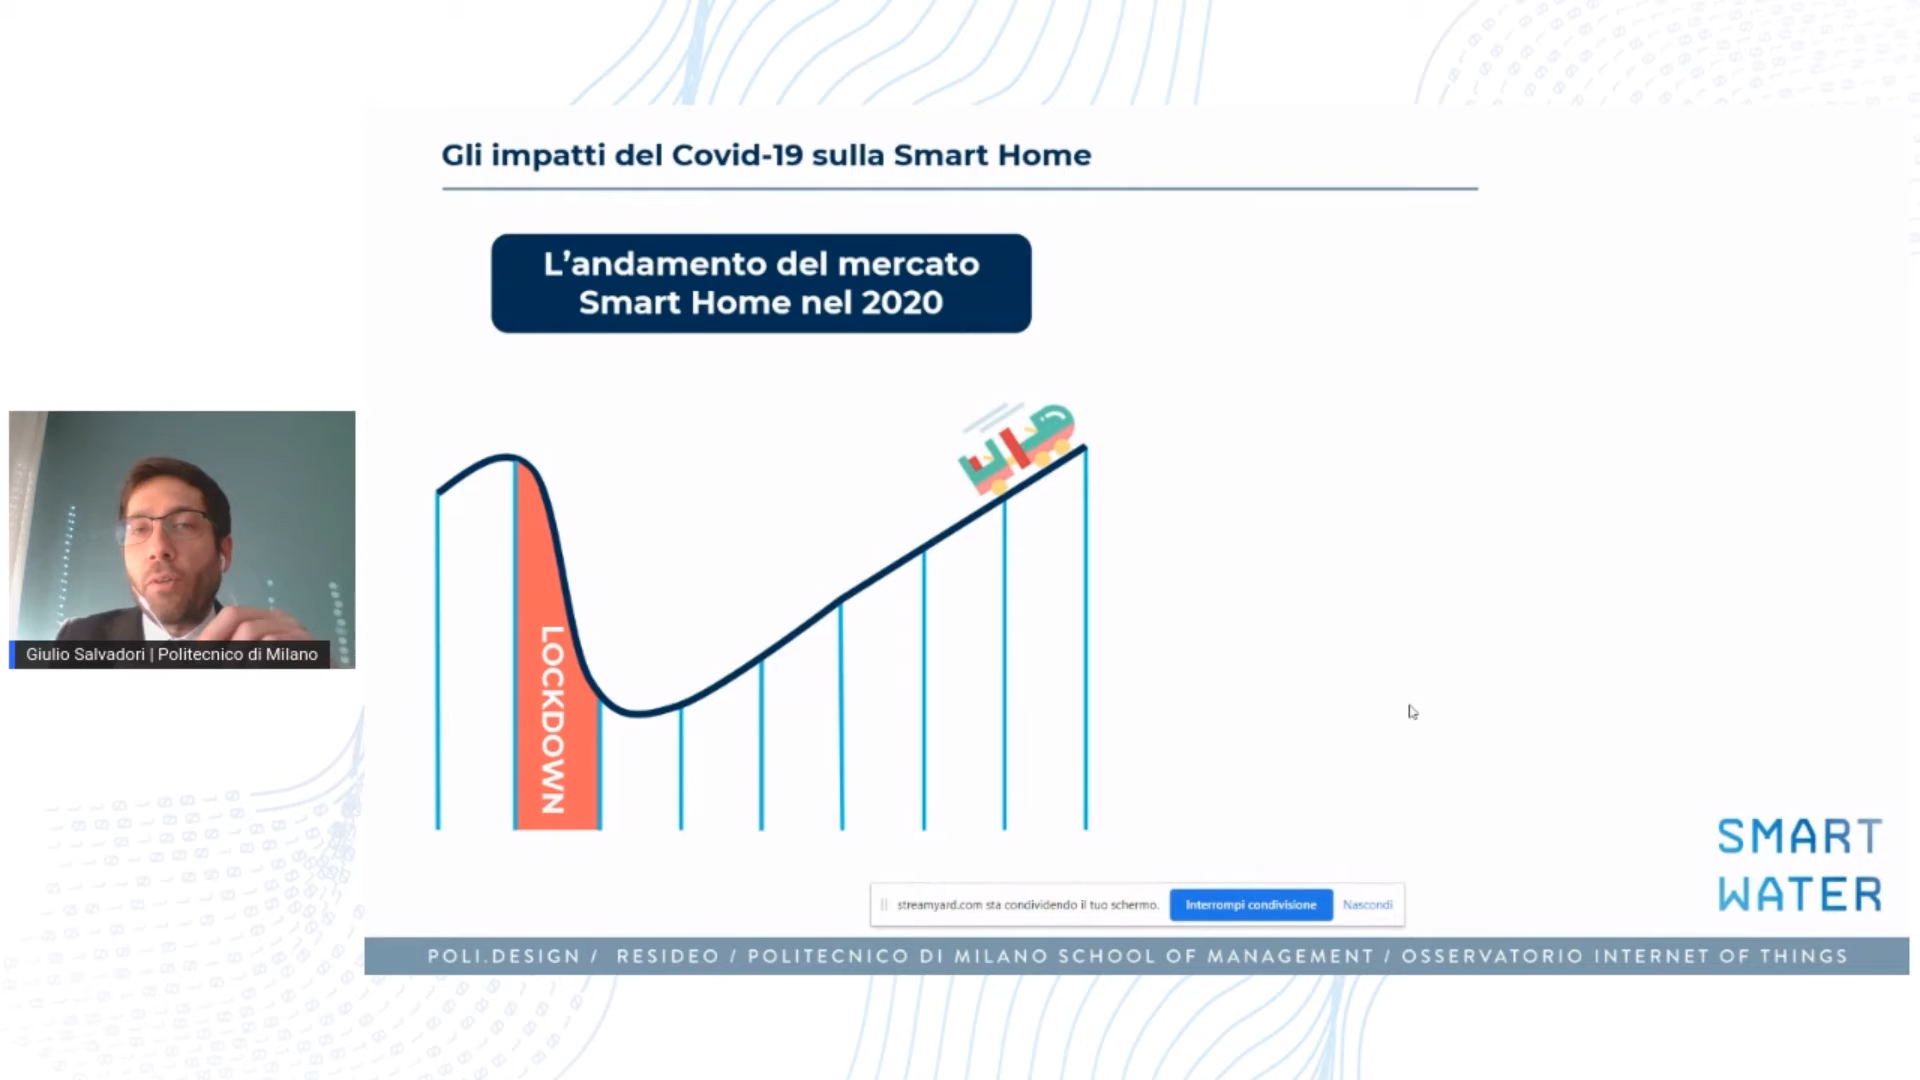 Gli impatti del Covid-19 sulla Smart Home
L’andamento del mercato
Smart Home nel 2020
LOCKDOWN
Giulio Salvadori | Politecnico di Milano
SMART
WATER
streamyard.com sta condividendo il tuo schermo.
Interrompi condivisione
Nascondi
POLI.DESIGN / RESIDEO / POLITECNICO DI MILANO SCHOOL OF MANAGEMENT / OSSERVATORIO INTERNET OF THINGS